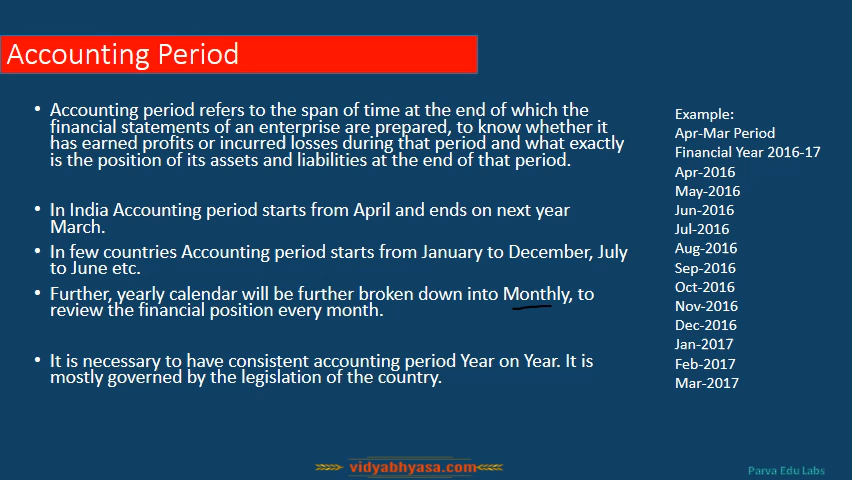 Accounting Period
• Accounting period refers to the span of time at the end of which the
financial statements of an enterprise are prepared, to know whether it
has earned profits or incurred losses during that period and what exactly
is the position of its assets and liabilities at the end of that period.
• In India Accounting period starts from April and ends on next year
March.
• In few countries Accounting period starts from January to December, July
to June etc.
• Further, yearly calendar will be further broken down into Monthly, to
review the financial position every month.
• It is necessary to have consistent accounting period Year on Year. It is
mostly governed by the legislation of the country.
Example:
Apr-Mar Period
Financial Year 2016-17
Apr-2016
May-2016
Jun-2016
Jul-2016
Aug-2016
Sep-2016
Oct-2016
Nov-2016
Dec-2016
Jan-2017
Feb-2017
Mar-2017
vidyabhyasa.com
Parva Edu Labs